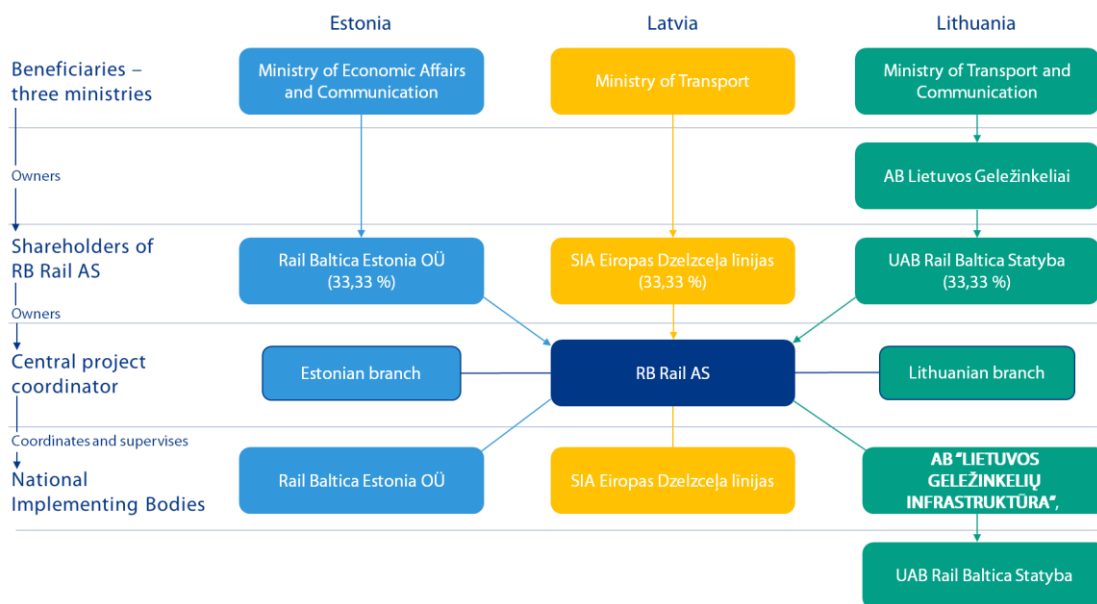 Estonia
Latvia
Lithuania
Beneficiaries –
three ministries
Ministry of Economic Affairs
and Communication
Ministry of Transport
Ministry of Transport and
Communication
Owners
AB Lietuvos Geležinkeliai
Shareholders of
RB Rail AS
Rail Baltica Estonia OÜ
(33,33 %)
SIA Eiropas Dzelzceļa līnijas
(33,33 %)
UAB Rail Baltica Statyba
(33,33 %)
Owners
Central project
coordinator
Estonian branch
RB Rail AS
Lithuanian branch
Coordinates and supervises
National
Implementing Bodies
Rail Baltica Estonia OÜ
SIA Eiropas Dzelzceļa līnijas
AB “LIETUVOS
GELEŽINKELIŲ
INFRASTRUKTŪRA”,
UAB Rail Baltica Statyba